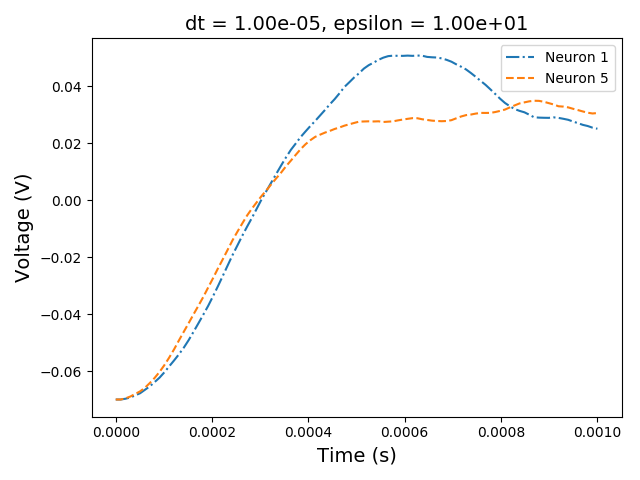 dt = 1.00e-05, epsilon = 1.00e+01
Neuron 1
Neuron 5
0.04
0.02
0.00
−0.02
−0.04
−0.06
Voltage (V)
0.0000 0.0002 0.0004 0.0006 0.0008 0.0010
Time (s)